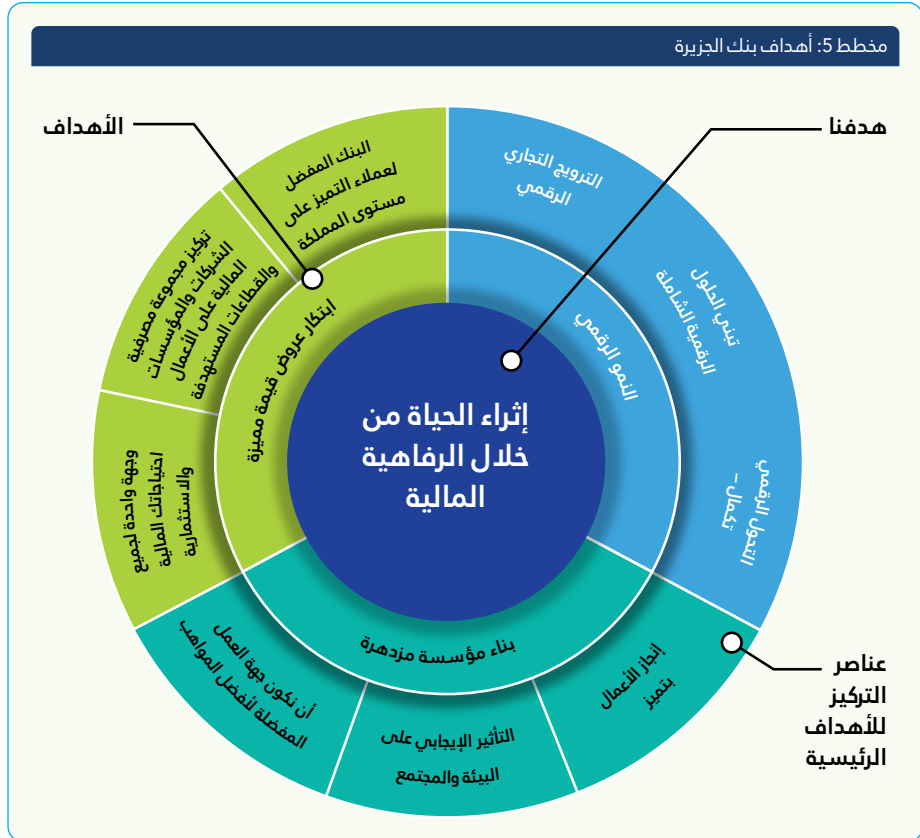 مخطط 5: أهداف بنك الجزيرة
هدفنا
الأهداف
إثراء الحياة من
خلال الرفاهية
المالية
النمو الرقمي
الترويج التجاري
الرقمي
تبني الحلول
الرقمية الشاملة
التحول الرقمي
– تكمال
بناء مؤسسة مزدهرة
إنجاز الأعمال
بتميز
التأثير الإيجابي على
البيئة والمجتمع
أن نكون جهة العمل
المفضلة لأفضل المواهب
ابتكار عروض قيمة مميزة
وجهة واحدة لجميع
احتياجاتك المالية
والاستثمارية
تركيز مجموعة مصرفية
الشركات والمؤسسات
المالية على الأعمال
والقطاعات المستهدفة
البنك المفضل
لعملاء التميز على
مستوى المملكة
عناصر
التركيز
للأهداف
الرئيسية